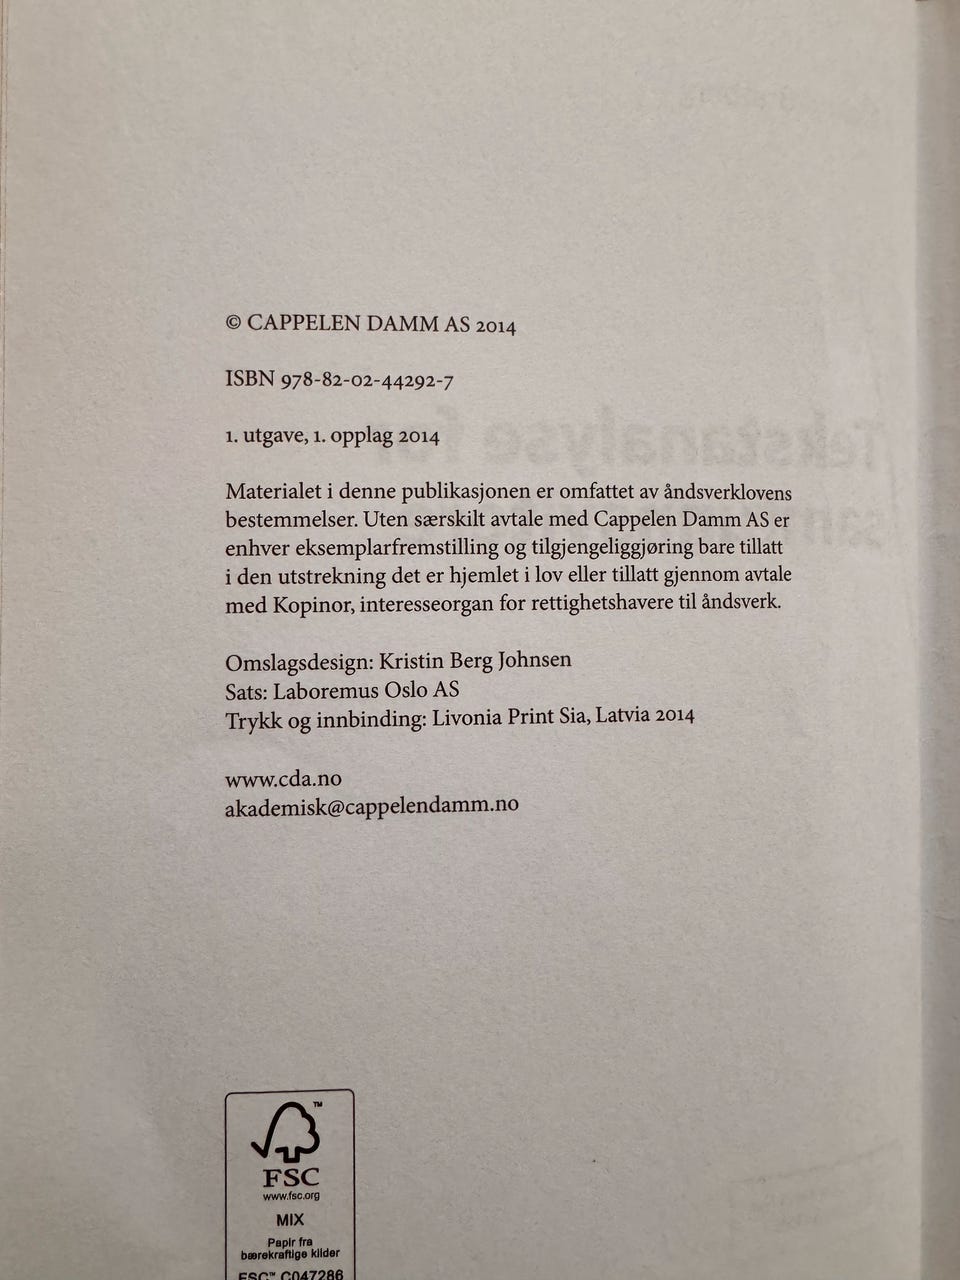 © CAPPELEN DAMM AS 2014
ISBN 978-82-02-44292-7
1. utgave, 1. opplag 2014
Materialet i denne publikasjonen er omfattet av åndsverklovens
bestemmelser. Uten særskilt avtale med Cappelen Damm AS er
enhver eksemplarfremstilling og tilgjengeliggjøring bare tillatt
i den utstrekning det er hjemlet i lov eller tillatt gjennom avtale
med Kopinor, interesseorgan for rettighetshavere til åndsverk.
Omslagsdesign: Kristin Berg Johnsen
Sats: Laboremus Oslo AS
Trykk og innbinding: Livonia Print Sia, Latvia 2014
www.cda.no
akademisk@cappelendamm.no
™
FSC
www.fsc.org
MIX
Papir fra
bærekraftige kilder
FSC™ C047286